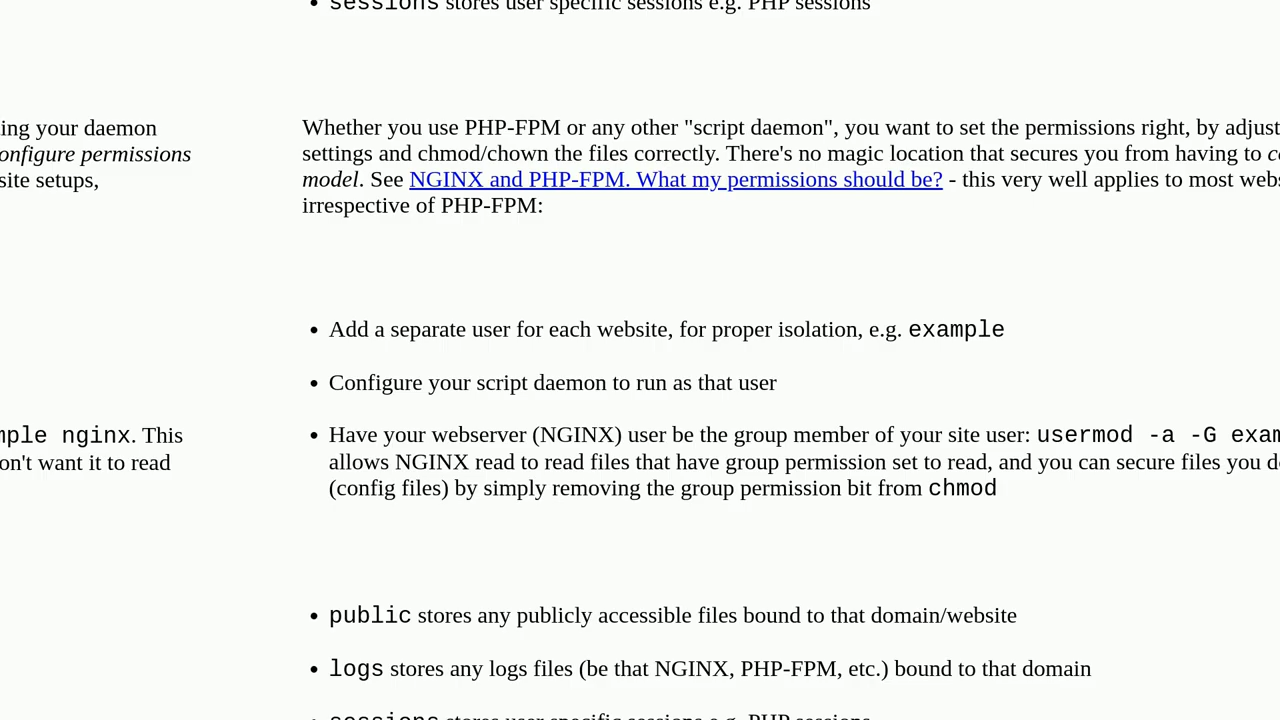 sessions stores user specific sessions e.g. PHP sessions
ing your daemon
onfigure permissions
site setups,
Whether you use PHP-FPM or any other "script daemon", you want to set the permissions right, by adjust
settings and chmod/chown the files correctly. There's no magic location that secures you from having to c
model. See NGINX and PHP-FPM. What my permissions should be? - this very well applies to most webs
irrespective of PHP-FPM:
• Add a separate user for each website, for proper isolation, e.g. example
• Configure your script daemon to run as that user
mple nginx. This
on't want it to read
• Have your webserver (NGINX) user be the group member of your site user: usermod -a -G exam
allows NGINX read to read files that have group permission set to read, and you can secure files you d
(config files) by simply removing the group permission bit from chmod
• public stores any publicly accessible files bound to that domain/website
• logs stores any logs files (be that NGINX, PHP-FPM, etc.) bound to that domain
sessions stores user specific sessions e.g. PHP sessions